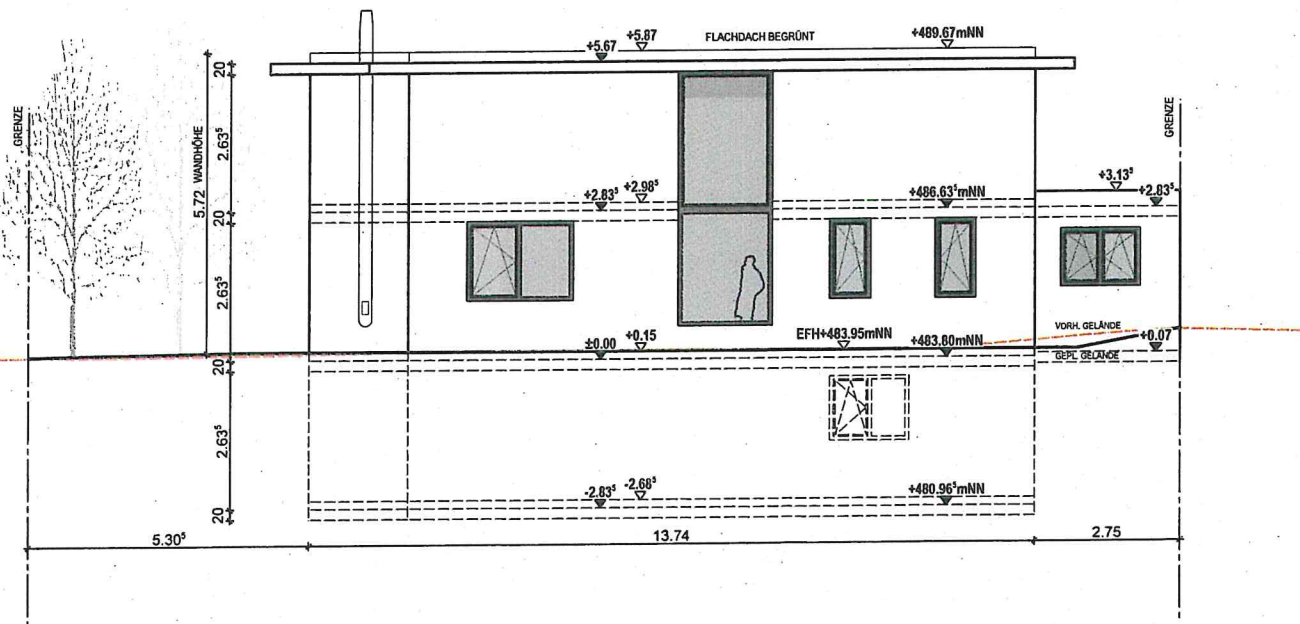 +5.87
FLACHDACH BEGRÜNT
+489.67mNN
+5.67
20
GRENZE
GRENZE
2.63⁵
5.72 WANDHÖHE
+3.13⁵
+2.83⁵
+2.98⁵
+486.63⁵mNN
+2.83⁵
20
2.63⁵
VORH. GELÄNDE
±0.00
+0.15
EFH+483.95mNN
+483.80mNN
+0.07
GEPL. GELÄNDE
20
2.63⁵
-2.83⁵
-2.68⁵
+480.96⁵mNN
20
5.30⁵
13.74
2.75